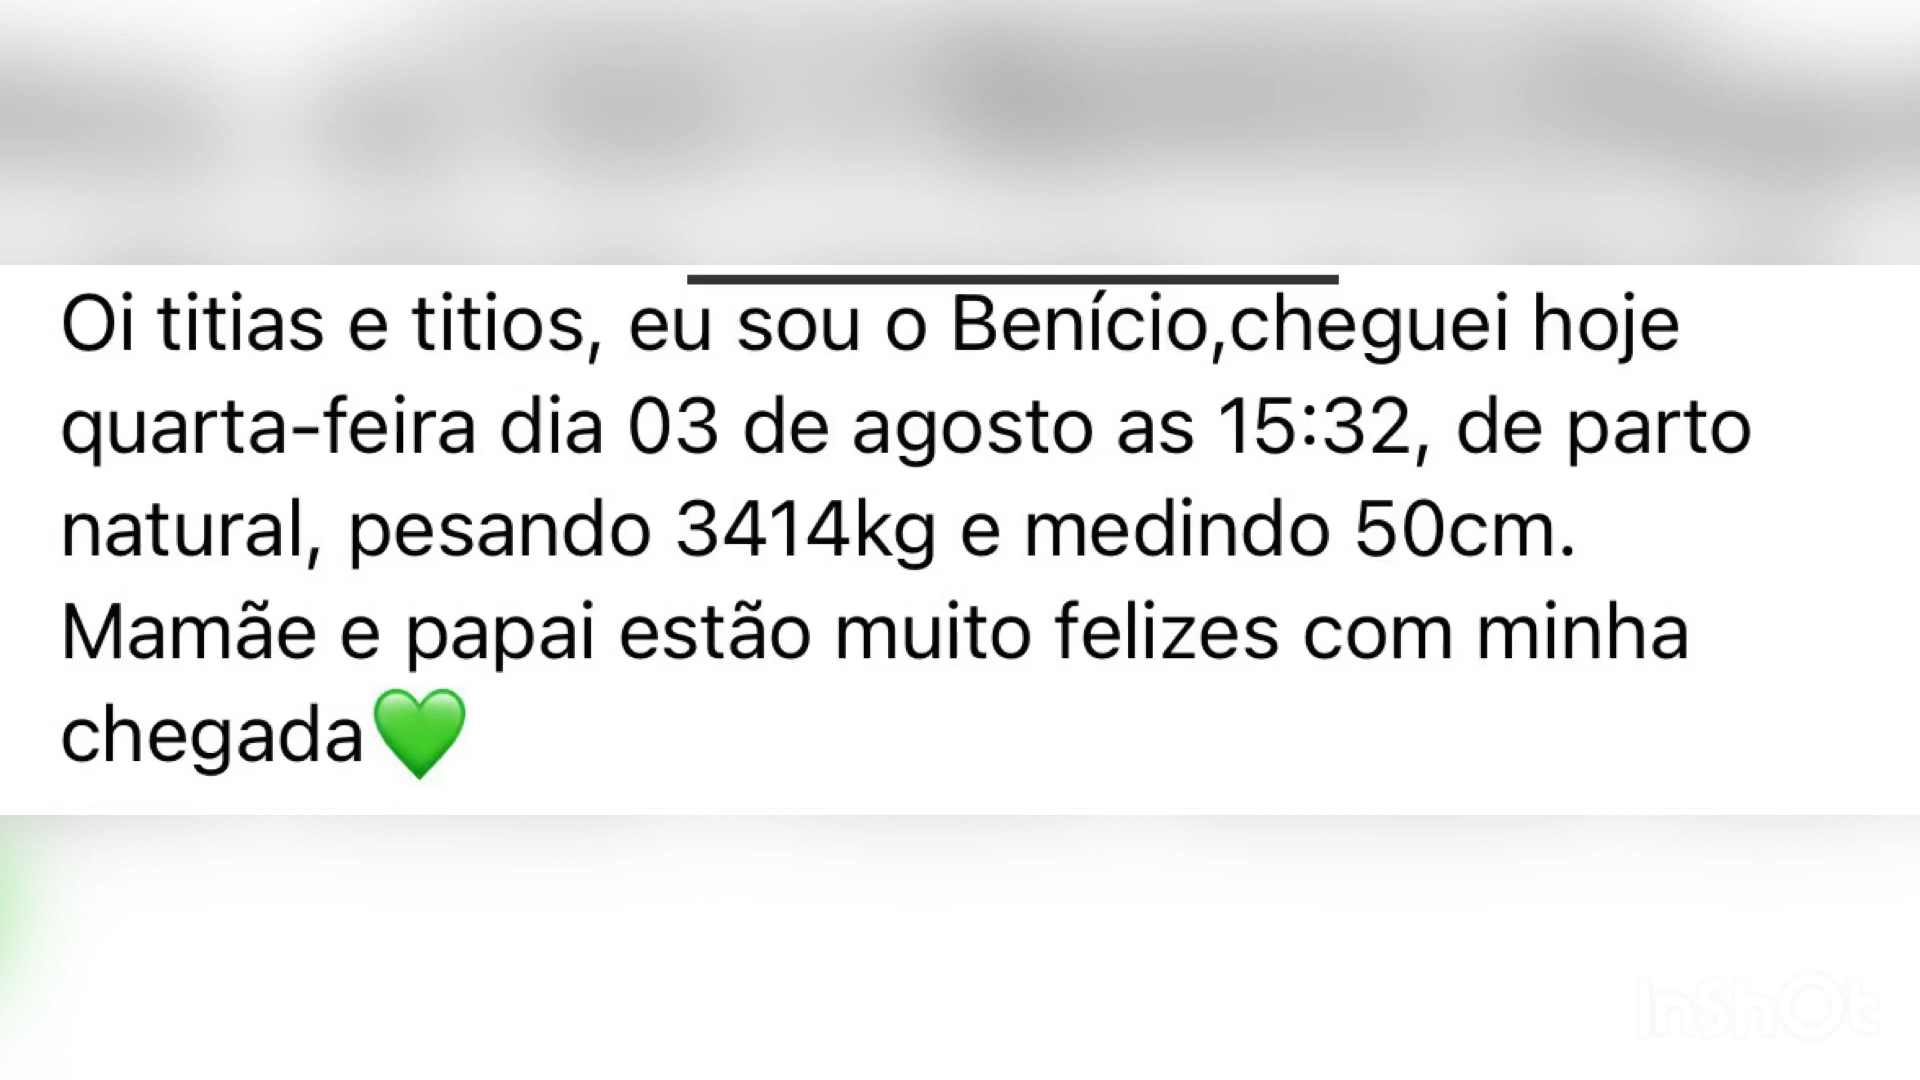 Oi titias e titios, eu sou o Benício,cheguei hoje
quarta-feira dia 03 de agosto as 15:32, de parto
natural, pesando 3414kg e medindo 50cm.
Mamãe e papai estão muito felizes com minha
chegada💚
InShOt